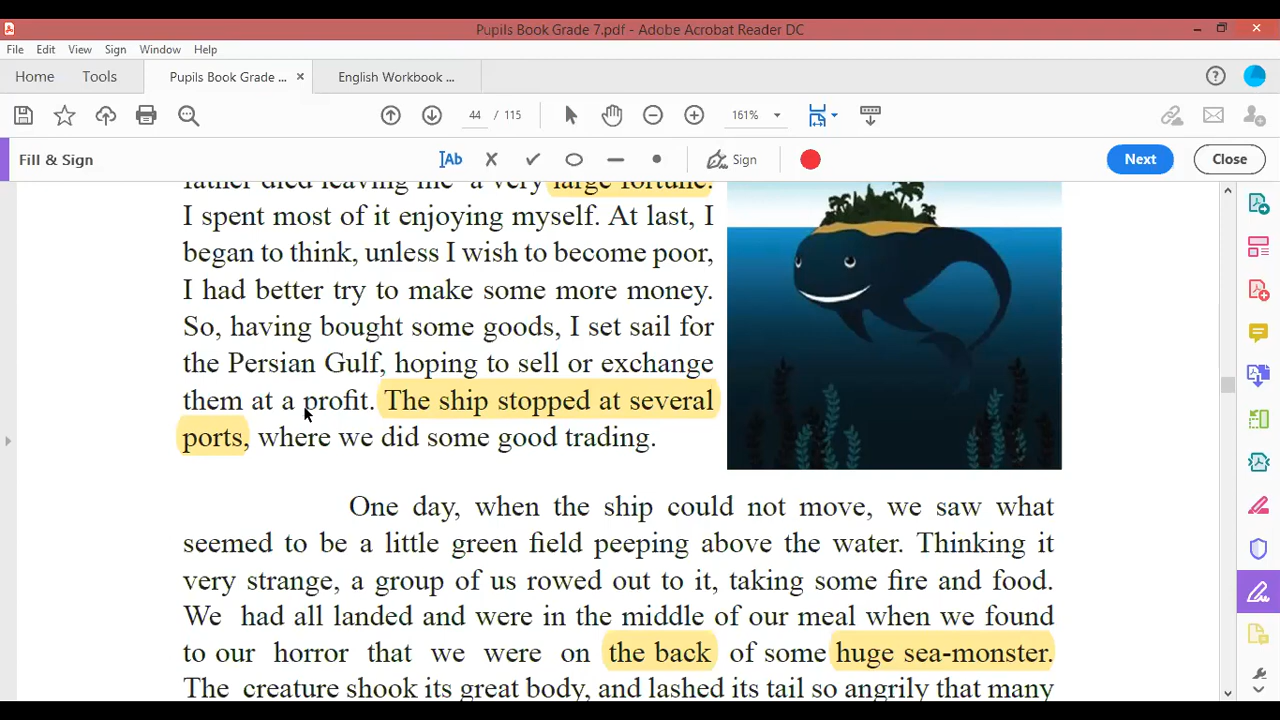 Pupils Book Grade 7.pdf - Adobe Acrobat Reader DC
File Edit View Sign Window Help
Home Tools Pupils Book Grade ... × English Workbook ...
44 / 115 161%
Fill & Sign Ab Sign Next Close
father died leaving me a very large fortune.
I spent most of it enjoying myself. At last, I
began to think, unless I wish to become poor,
I had better try to make some more money.
So, having bought some goods, I set sail for
the Persian Gulf, hoping to sell or exchange
them at a profit. The ship stopped at several
ports, where we did some good trading.
One day, when the ship could not move, we saw what
seemed to be a little green field peeping above the water. Thinking it
very strange, a group of us rowed out to it, taking some fire and food.
We had all landed and were in the middle of our meal when we found
to our horror that we were on the back of some huge sea-monster.
The creature shook its great body, and lashed its tail so angrily that many